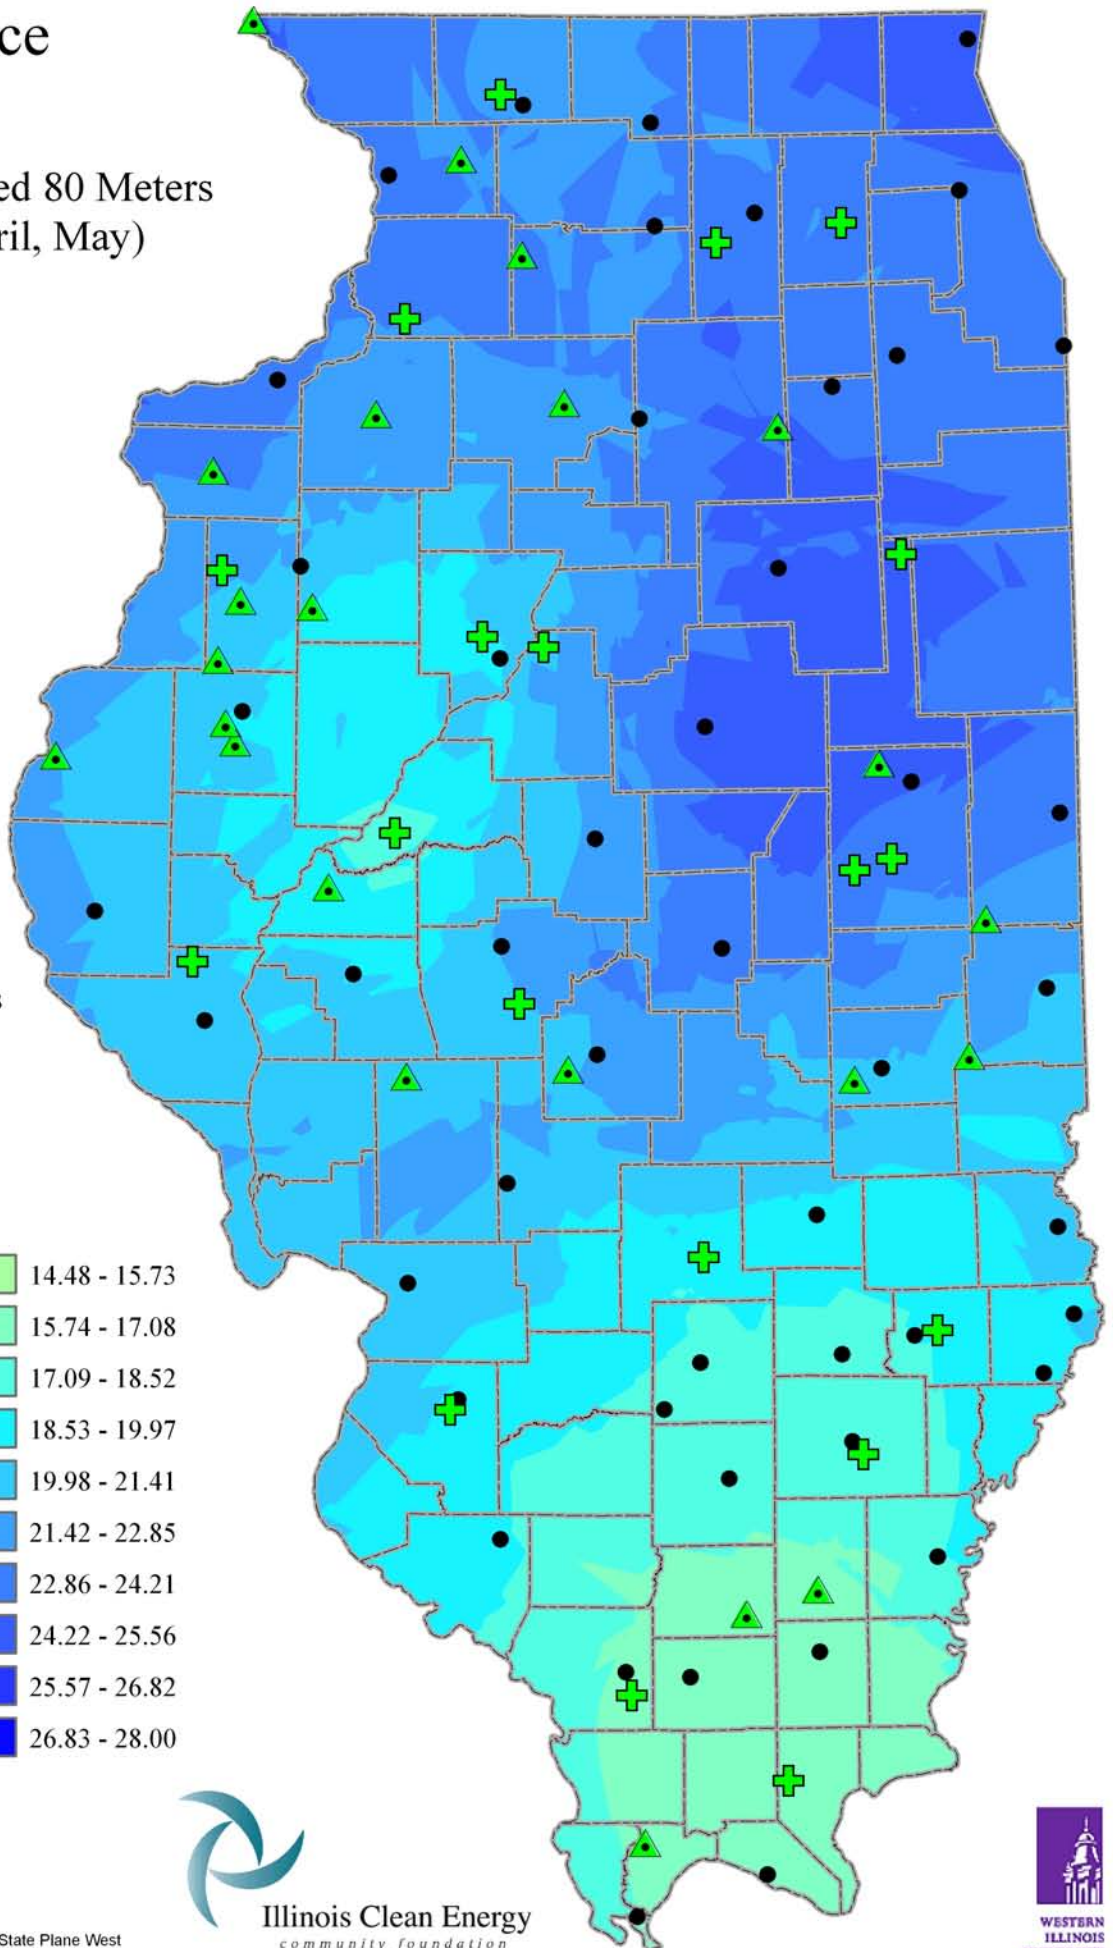 ce
ed 80 Meters
ril, May)
s
14.48 - 15.73
15.74 - 17.08
17.09 - 18.52
18.53 - 19.97
19.98 - 21.41
21.42 - 22.85
22.86 - 24.21
24.22 - 25.56
25.57 - 26.82
26.83 - 28.00
Illinois Clean Energy
community foundation
State Plane West
WESTERN
ILLINOIS